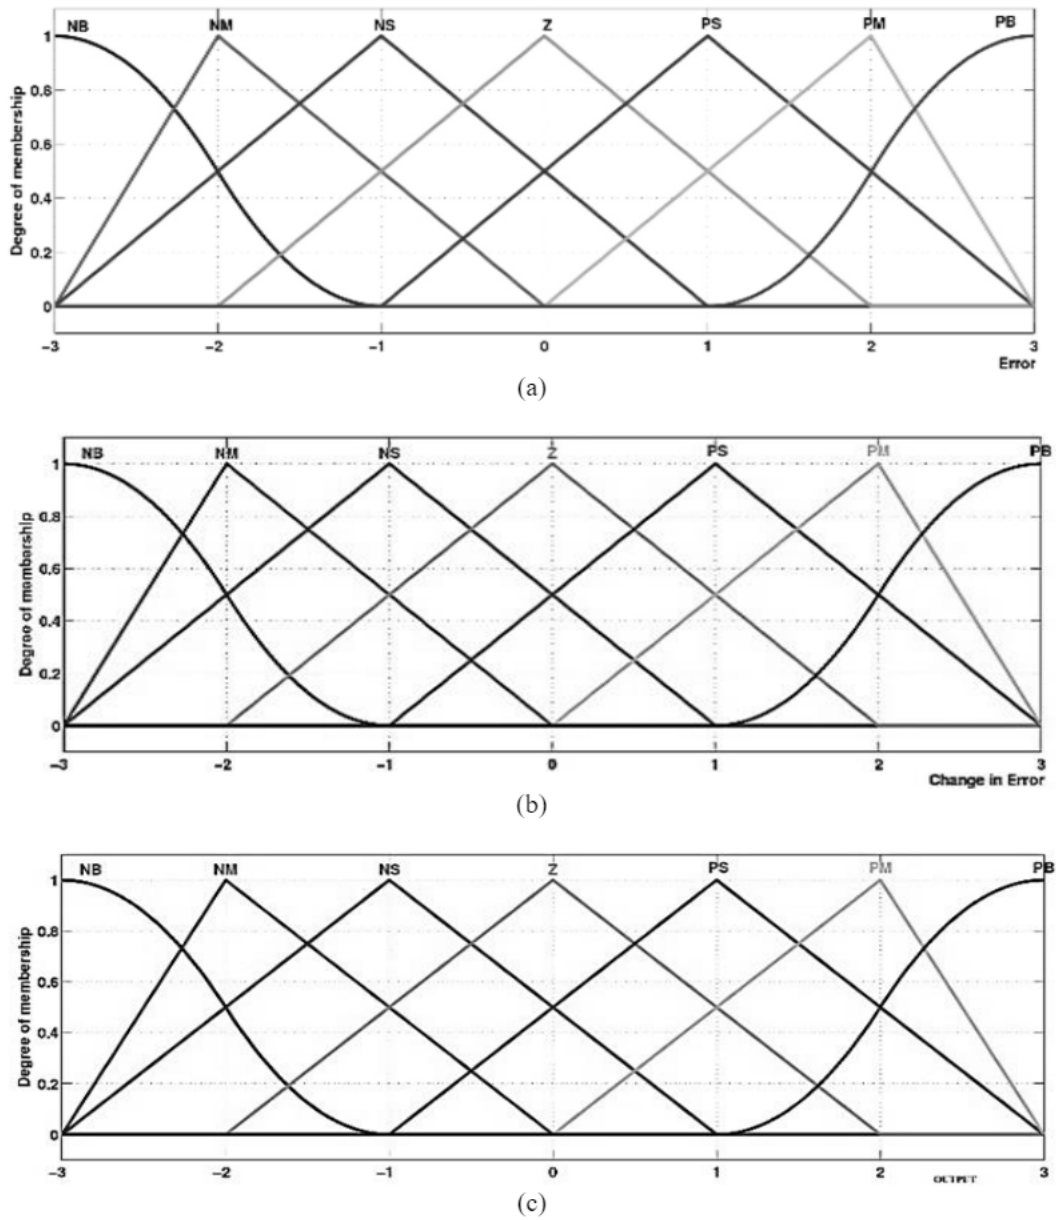 NB NM NS Z PS PM PB
1
0.8
0.6
0.4
0.2
0
Degree of membership
-3 -2 -1 0 1 2 3
Error
(a)
NB NM NS Z PS PM PB
1
0.8
0.6
0.4
0.2
0
Degree of membership
-3 -2 -1 0 1 2 3
Change in Error
(b)
NB NM NS Z PS PM PB
1
0.8
0.6
0.4
0.2
0
Degree of membership
-3 -2 -1 0 1 2 3
OUTPUT
(c)